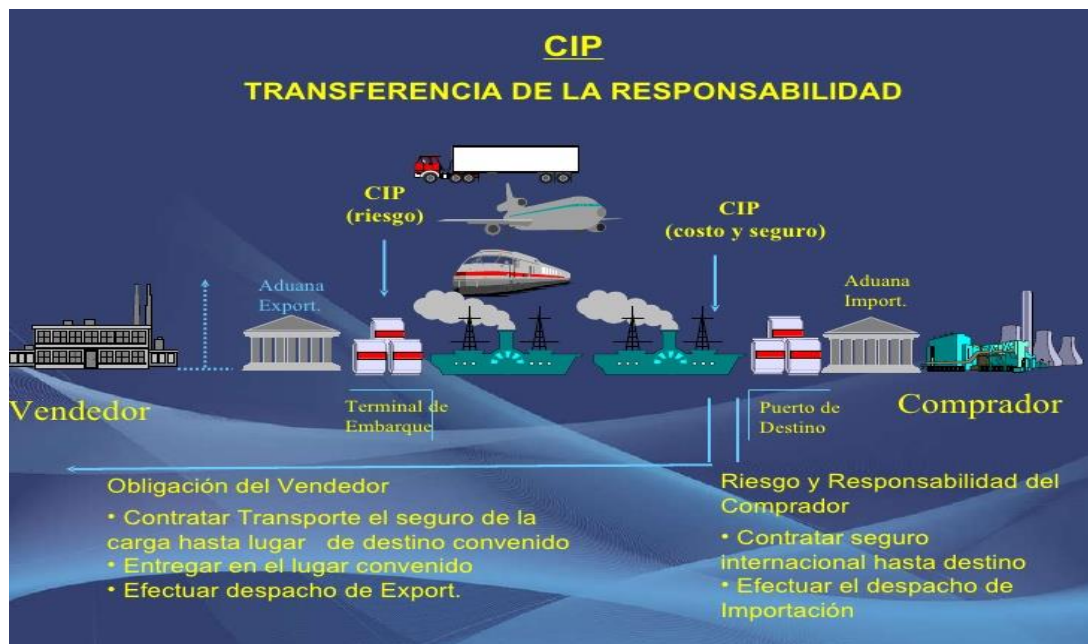 CIP
TRANSFERENCIA DE LA RESPONSABILIDAD
CIP
(riesgo)
CIP
(costo y seguro)
Aduana
Export.
Aduana
Import.
Vendedor
Terminal de
Embarque
Puerto de
Destino
Comprador
Obligación del Vendedor
• Contratar Transporte el seguro de la
carga hasta lugar de destino convenido
• Entregar en el lugar convenido
• Efectuar despacho de Export.
Riesgo y Responsabilidad del
Comprador
• Contratar seguro
internacional hasta destino
• Efectuar el despacho de
Importación